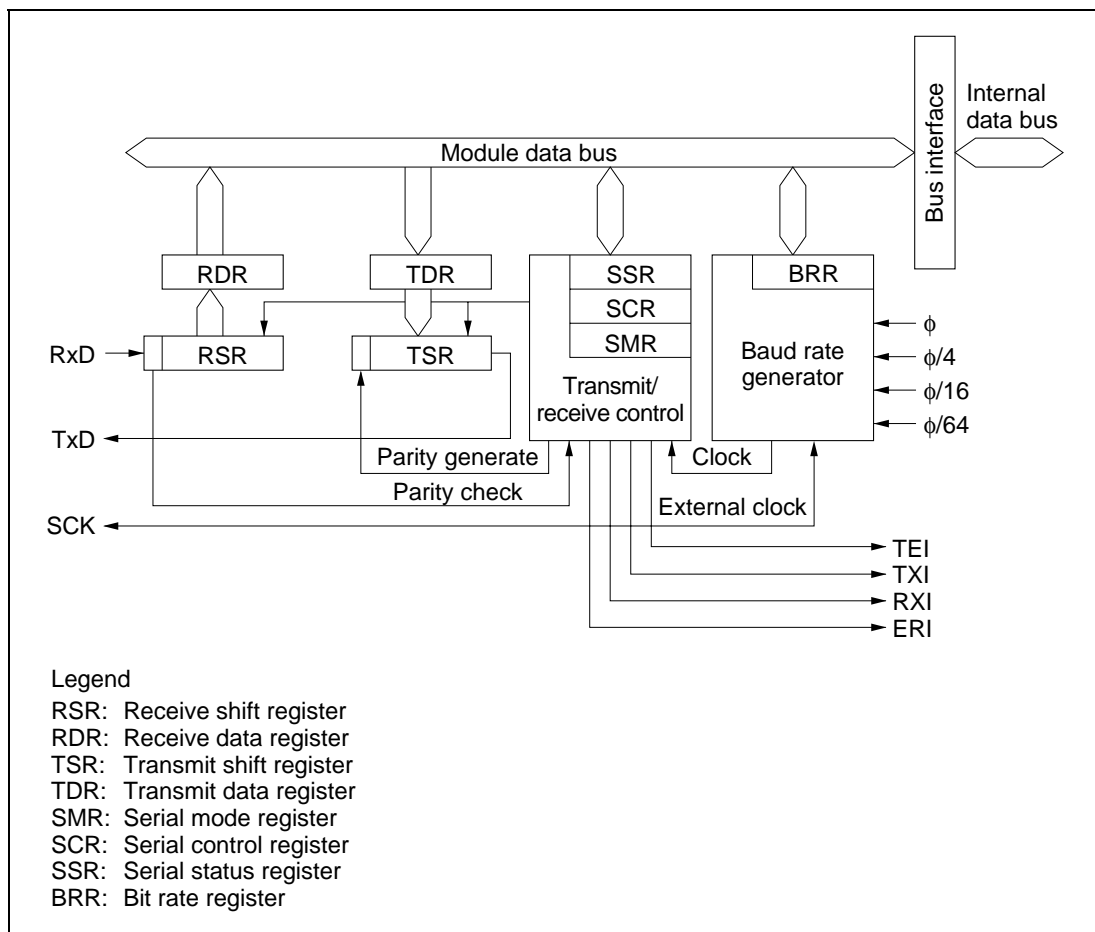 Bus interface
Internal
data bus
Module data bus
RDR
TDR
SSR
BRR
SCR
RxD
RSR
TSR
SMR
Baud rate
generator
ϕ
ϕ/4
ϕ/16
ϕ/64
Transmit/
receive control
TxD
Parity generate
Clock
Parity check
SCK
External clock
TEI
TXI
RXI
ERI
Legend
RSR: Receive shift register
RDR: Receive data register
TSR: Transmit shift register
TDR: Transmit data register
SMR: Serial mode register
SCR: Serial control register
SSR: Serial status register
BRR: Bit rate register